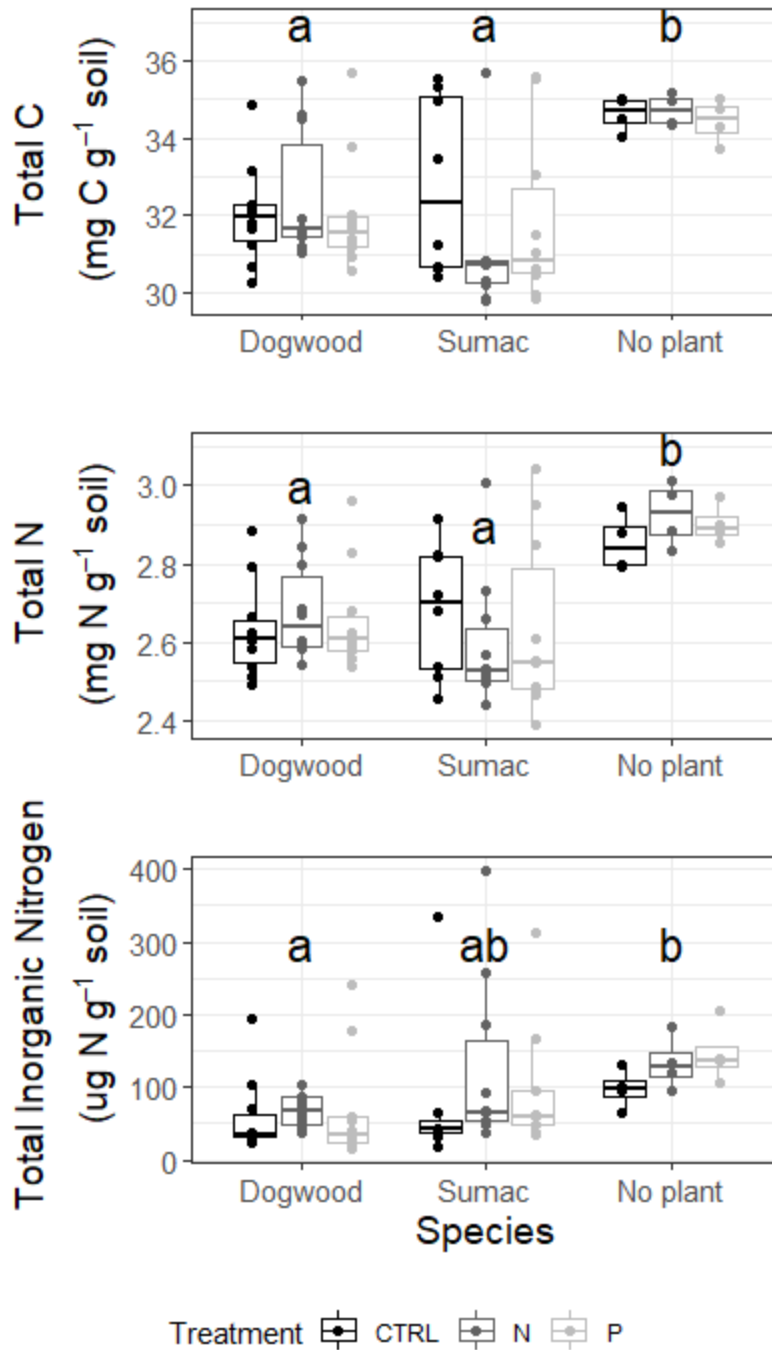 Total C
(mg C g⁻¹ soil)
a a b
36
34
32
30
Dogwood Sumac No plant
Total N
(mg N g⁻¹ soil)
a a b
3.0
2.8
2.6
2.4
Dogwood Sumac No plant
Total Inorganic Nitrogen
(ug N g⁻¹ soil)
a ab b
400
300
200
100
0
Dogwood Sumac No plant
Species
Treatment CTRL N P